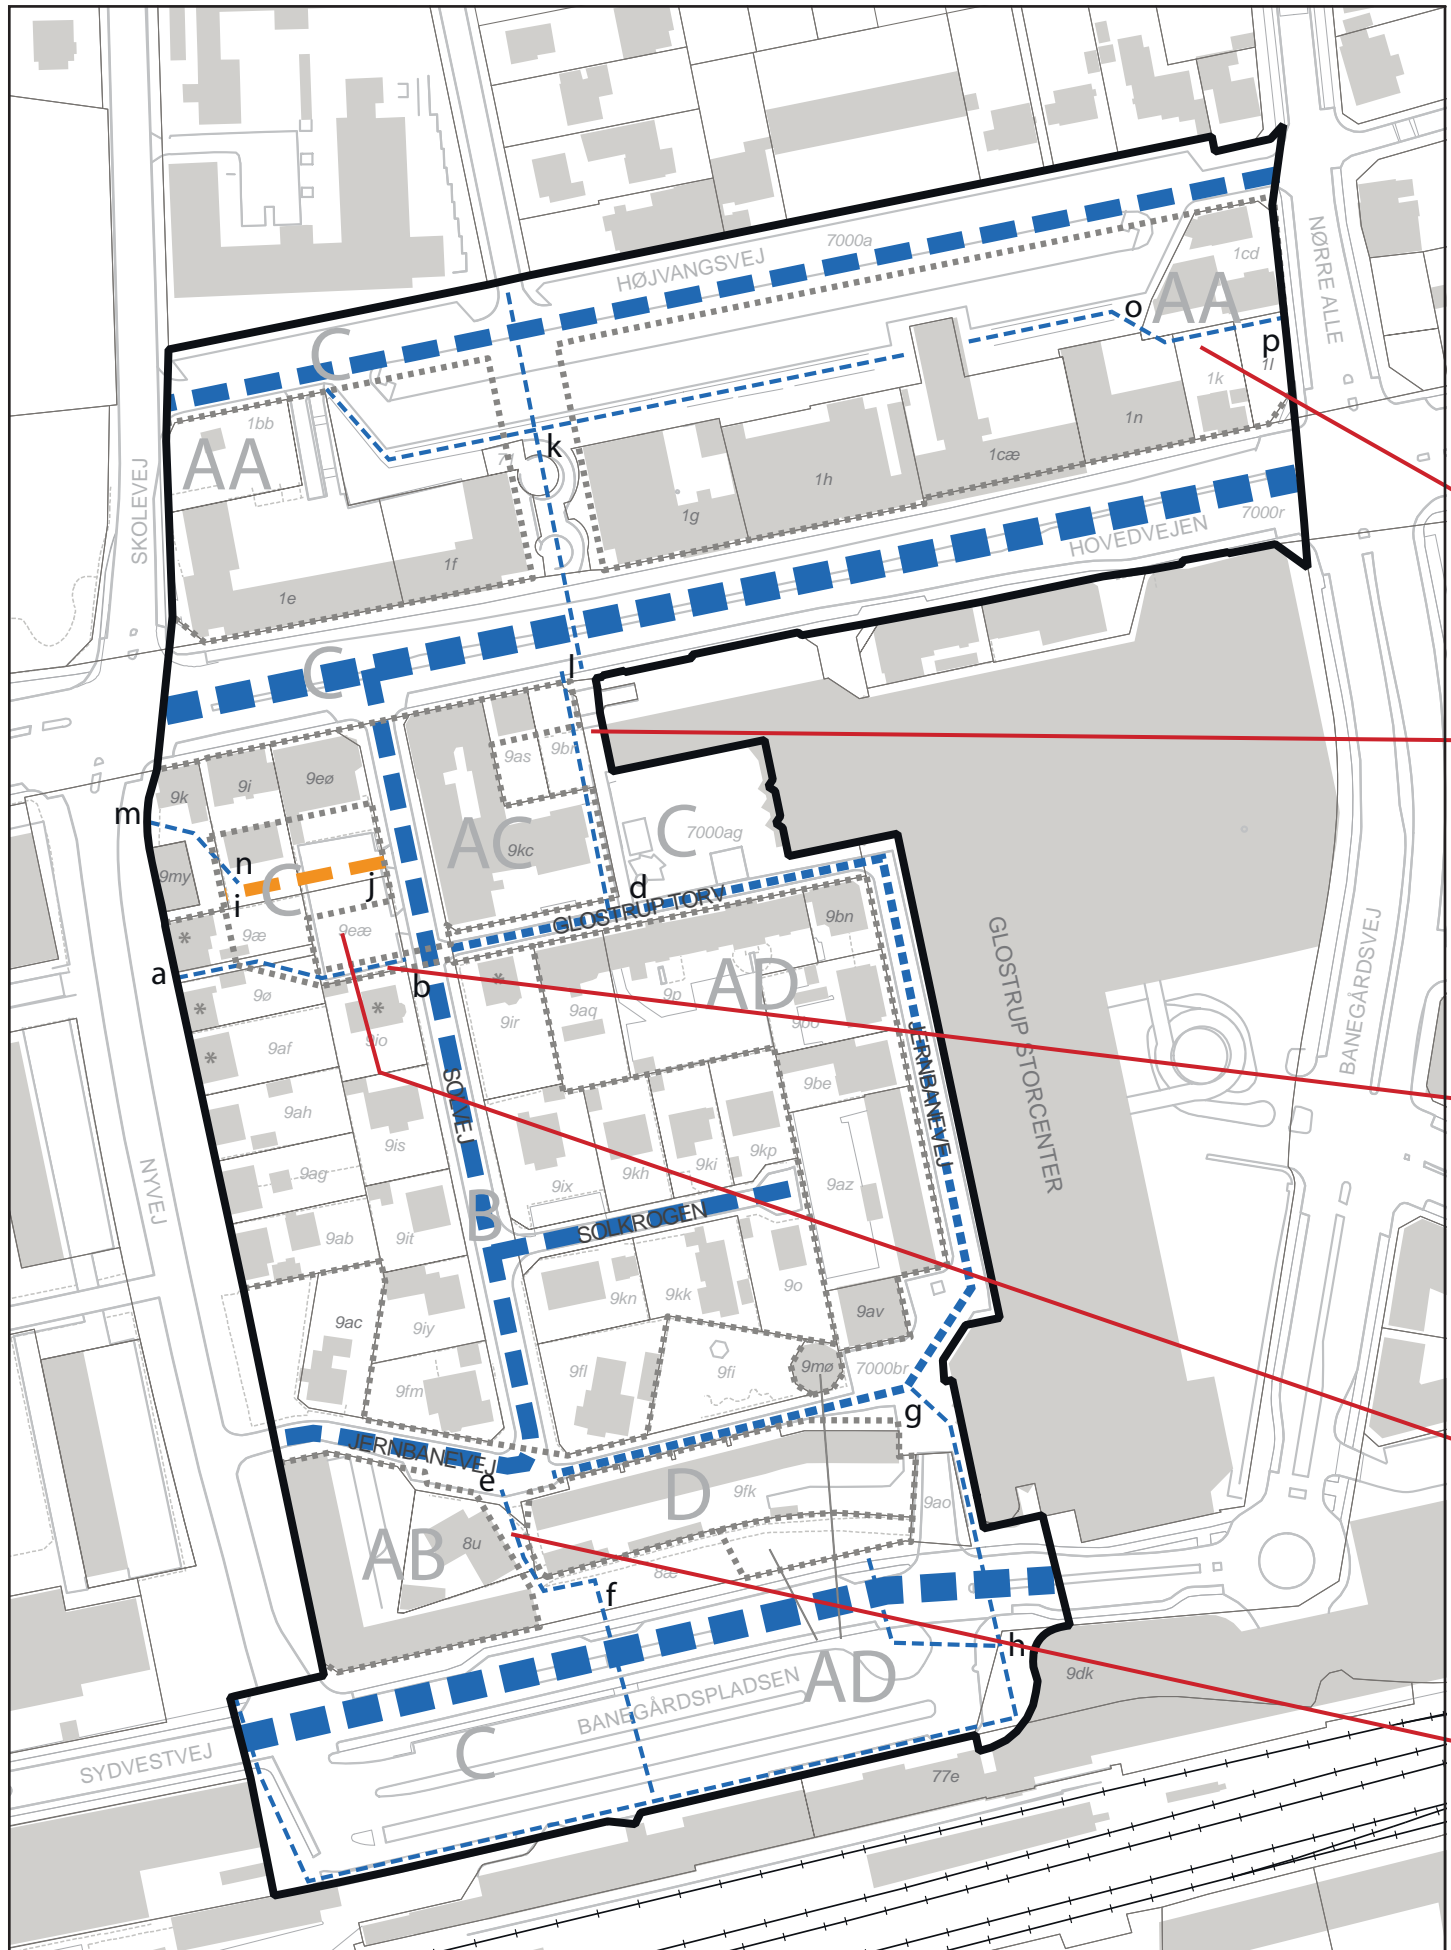 7000a
HØJVANGSVEJ
NØRRE ALLE
1cd
AA
o
p
1l
1k
C
1bb
AA
SKOLEVEJ
k
1n
1cæ
1h
1g
1f
1e
7000r
HOVEDVEJEN
C
l
9as
9br
9k
9i
9eø
m
AC
9kc
C
7000ag
9my
n
C
i
j
d
GLOSTRUP TORV
9bn
*
9æ
9eæ
a
b
9ø
*
*
9io
*
9ir
9aq
9p
AD
9bo
*
9af
GLOSTRUP STORCENTER
BANEGÅRDSVEJ
JERNBANEVEJ
SOLVEJ
9be
9ah
9is
9ag
9ix
9kh
9ki
9kp
9az
NYVEJ
B
SOLKROGEN
9ab
9it
9kn
9kk
9o
9av
9ac
9iy
9fm
9fl
9fi
9mø
7000br
g
JERNBANEVEJ
e
D
9fk
9ao
AB
8u
8æ
f
h
9dk
AD
BANEGÅRDSPLADSEN
C
SYDVESTVEJ
77e